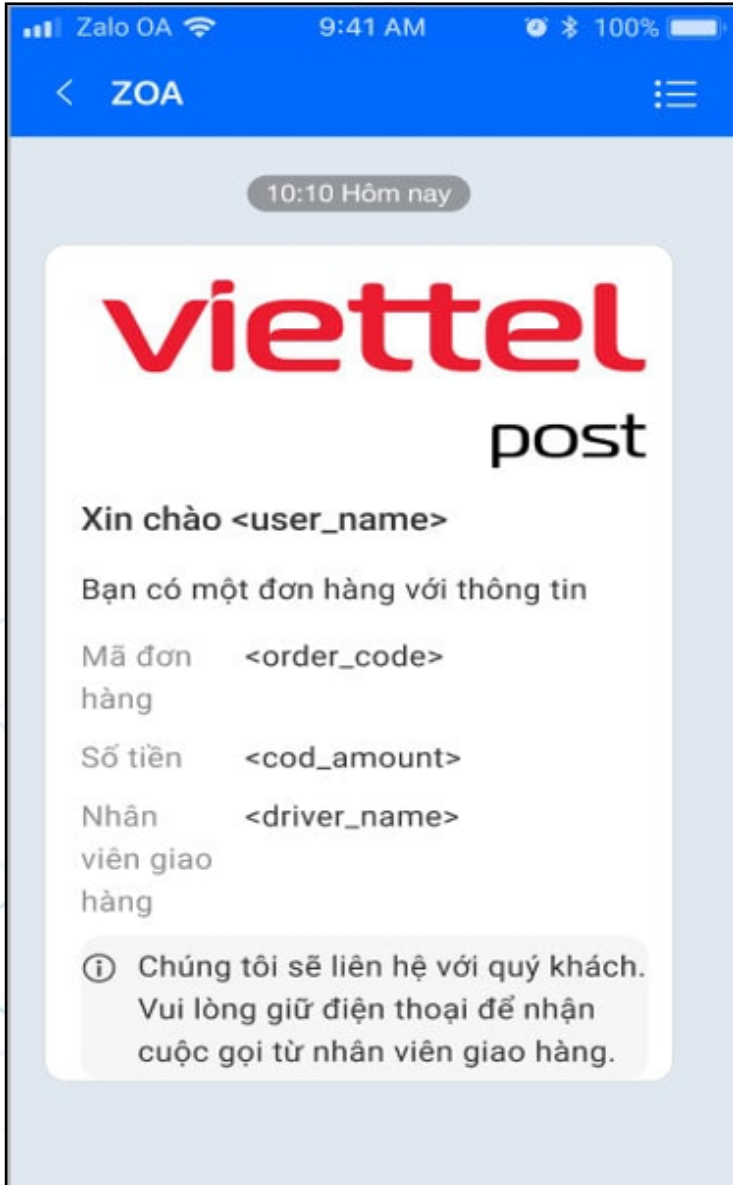 Zalo OA 9:41 AM 100%
ZOA
10:10 Hôm nay
viettel
post
Xin chào <user_name>
Bạn có một đơn hàng với thông tin
Mã đơn <order_code>
hàng
Số tiền <cod_amount>
Nhân <driver_name>
viên giao
hàng
Chúng tôi sẽ liên hệ với quý khách.
Vui lòng giữ điện thoại để nhận
cuộc gọi từ nhân viên giao hàng.